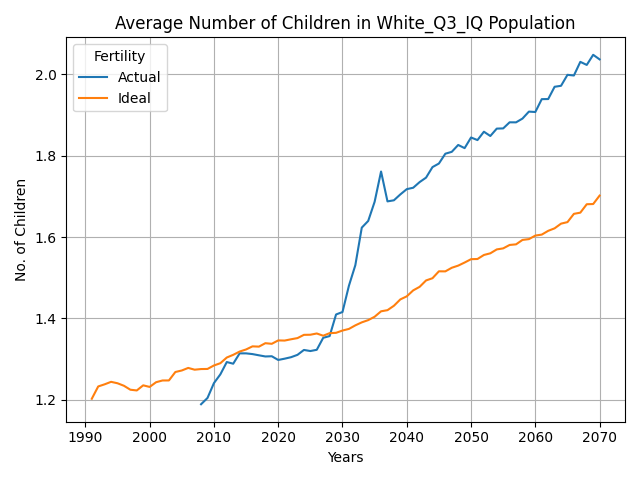 Average Number of Children in White_Q3_IQ Population
Fertility
Actual
Ideal
No. of Children
2.0
1.8
1.6
1.4
1.2
1990 2000 2010 2020 2030 2040 2050 2060 2070
Years